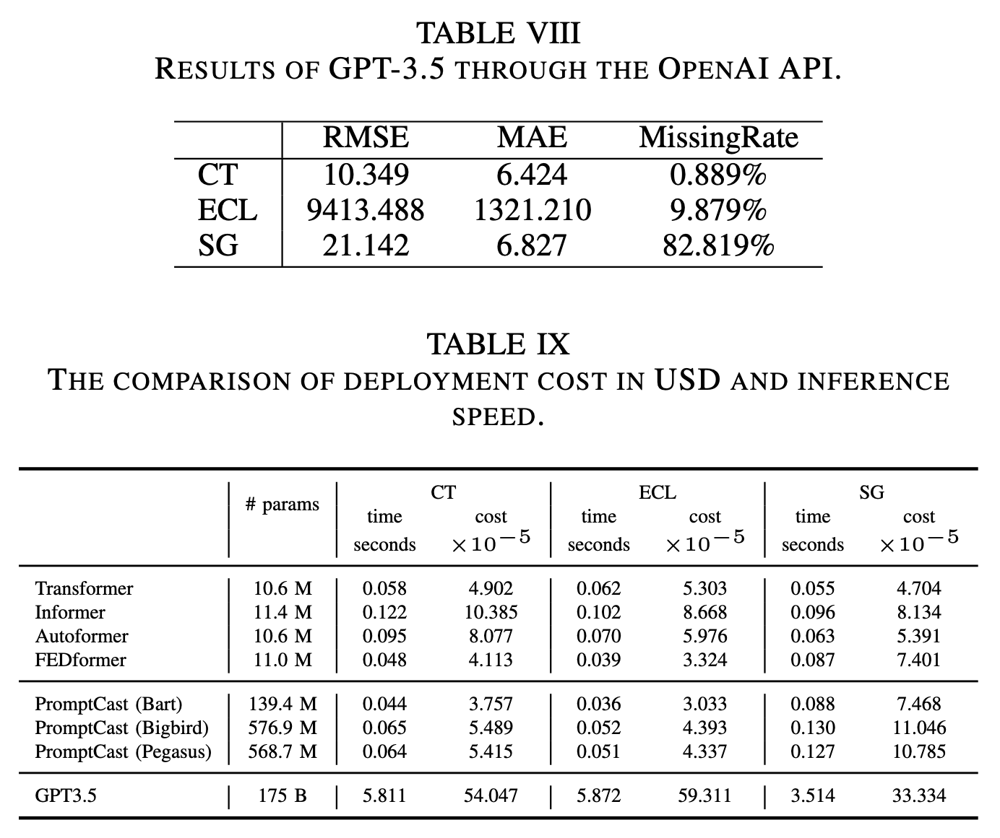 TABLE VIII
RESULTS OF GPT-3.5 THROUGH THE OPENAI API.
RMSE MAE MissingRate
CT 10.349 6.424 0.889%
ECL 9413.488 1321.210 9.879%
SG 21.142 6.827 82.819%
TABLE IX
THE COMPARISON OF DEPLOYMENT COST IN USD AND INFERENCE
SPEED.
# params CT ECL SG
time cost time cost time cost
seconds ×10−5 seconds ×10−5 seconds ×10−5
Transformer 10.6 M 0.058 4.902 0.062 5.303 0.055 4.704
Informer 11.4 M 0.122 10.385 0.102 8.668 0.096 8.134
Autoformer 10.6 M 0.095 8.077 0.070 5.976 0.063 5.391
FEDformer 11.0 M 0.048 4.113 0.039 3.324 0.087 7.401
PromptCast (Bart) 139.4 M 0.044 3.757 0.036 3.033 0.088 7.468
PromptCast (Bigbird) 576.9 M 0.065 5.489 0.052 4.393 0.130 11.046
PromptCast (Pegasus) 568.7 M 0.064 5.415 0.051 4.337 0.127 10.785
GPT3.5 175 B 5.811 54.047 5.872 59.311 3.514 33.334